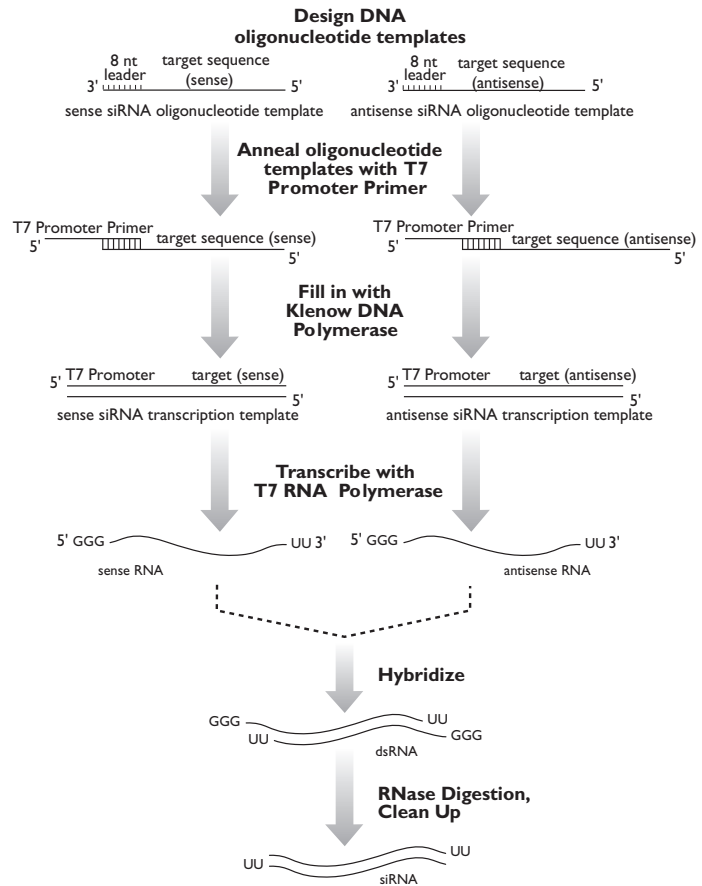 Design DNA
oligonucleotide templates
8 nt
leader
target sequence
(sense)
3'
5'
sense siRNA oligonucleotide template
8 nt
leader
target sequence
(antisense)
3'
5'
antisense siRNA oligonucleotide template
Anneal oligonucleotide
templates with T7
Promoter Primer
T7 Promoter Primer
5'
target sequence (sense)
5'
T7 Promoter Primer
5'
target sequence (antisense)
5'
Fill in with
Klenow DNA
Polymerase
5' T7 Promoter target (sense)
5'
sense siRNA transcription template
5' T7 Promoter target (antisense)
5'
antisense siRNA transcription template
Transcribe with
T7 RNA Polymerase
5' GGG UU 3'
sense RNA
5' GGG UU 3'
antisense RNA
Hybridize
GGG UU
UU GGG
dsRNA
RNase Digestion,
Clean Up
UU
UU
siRNA